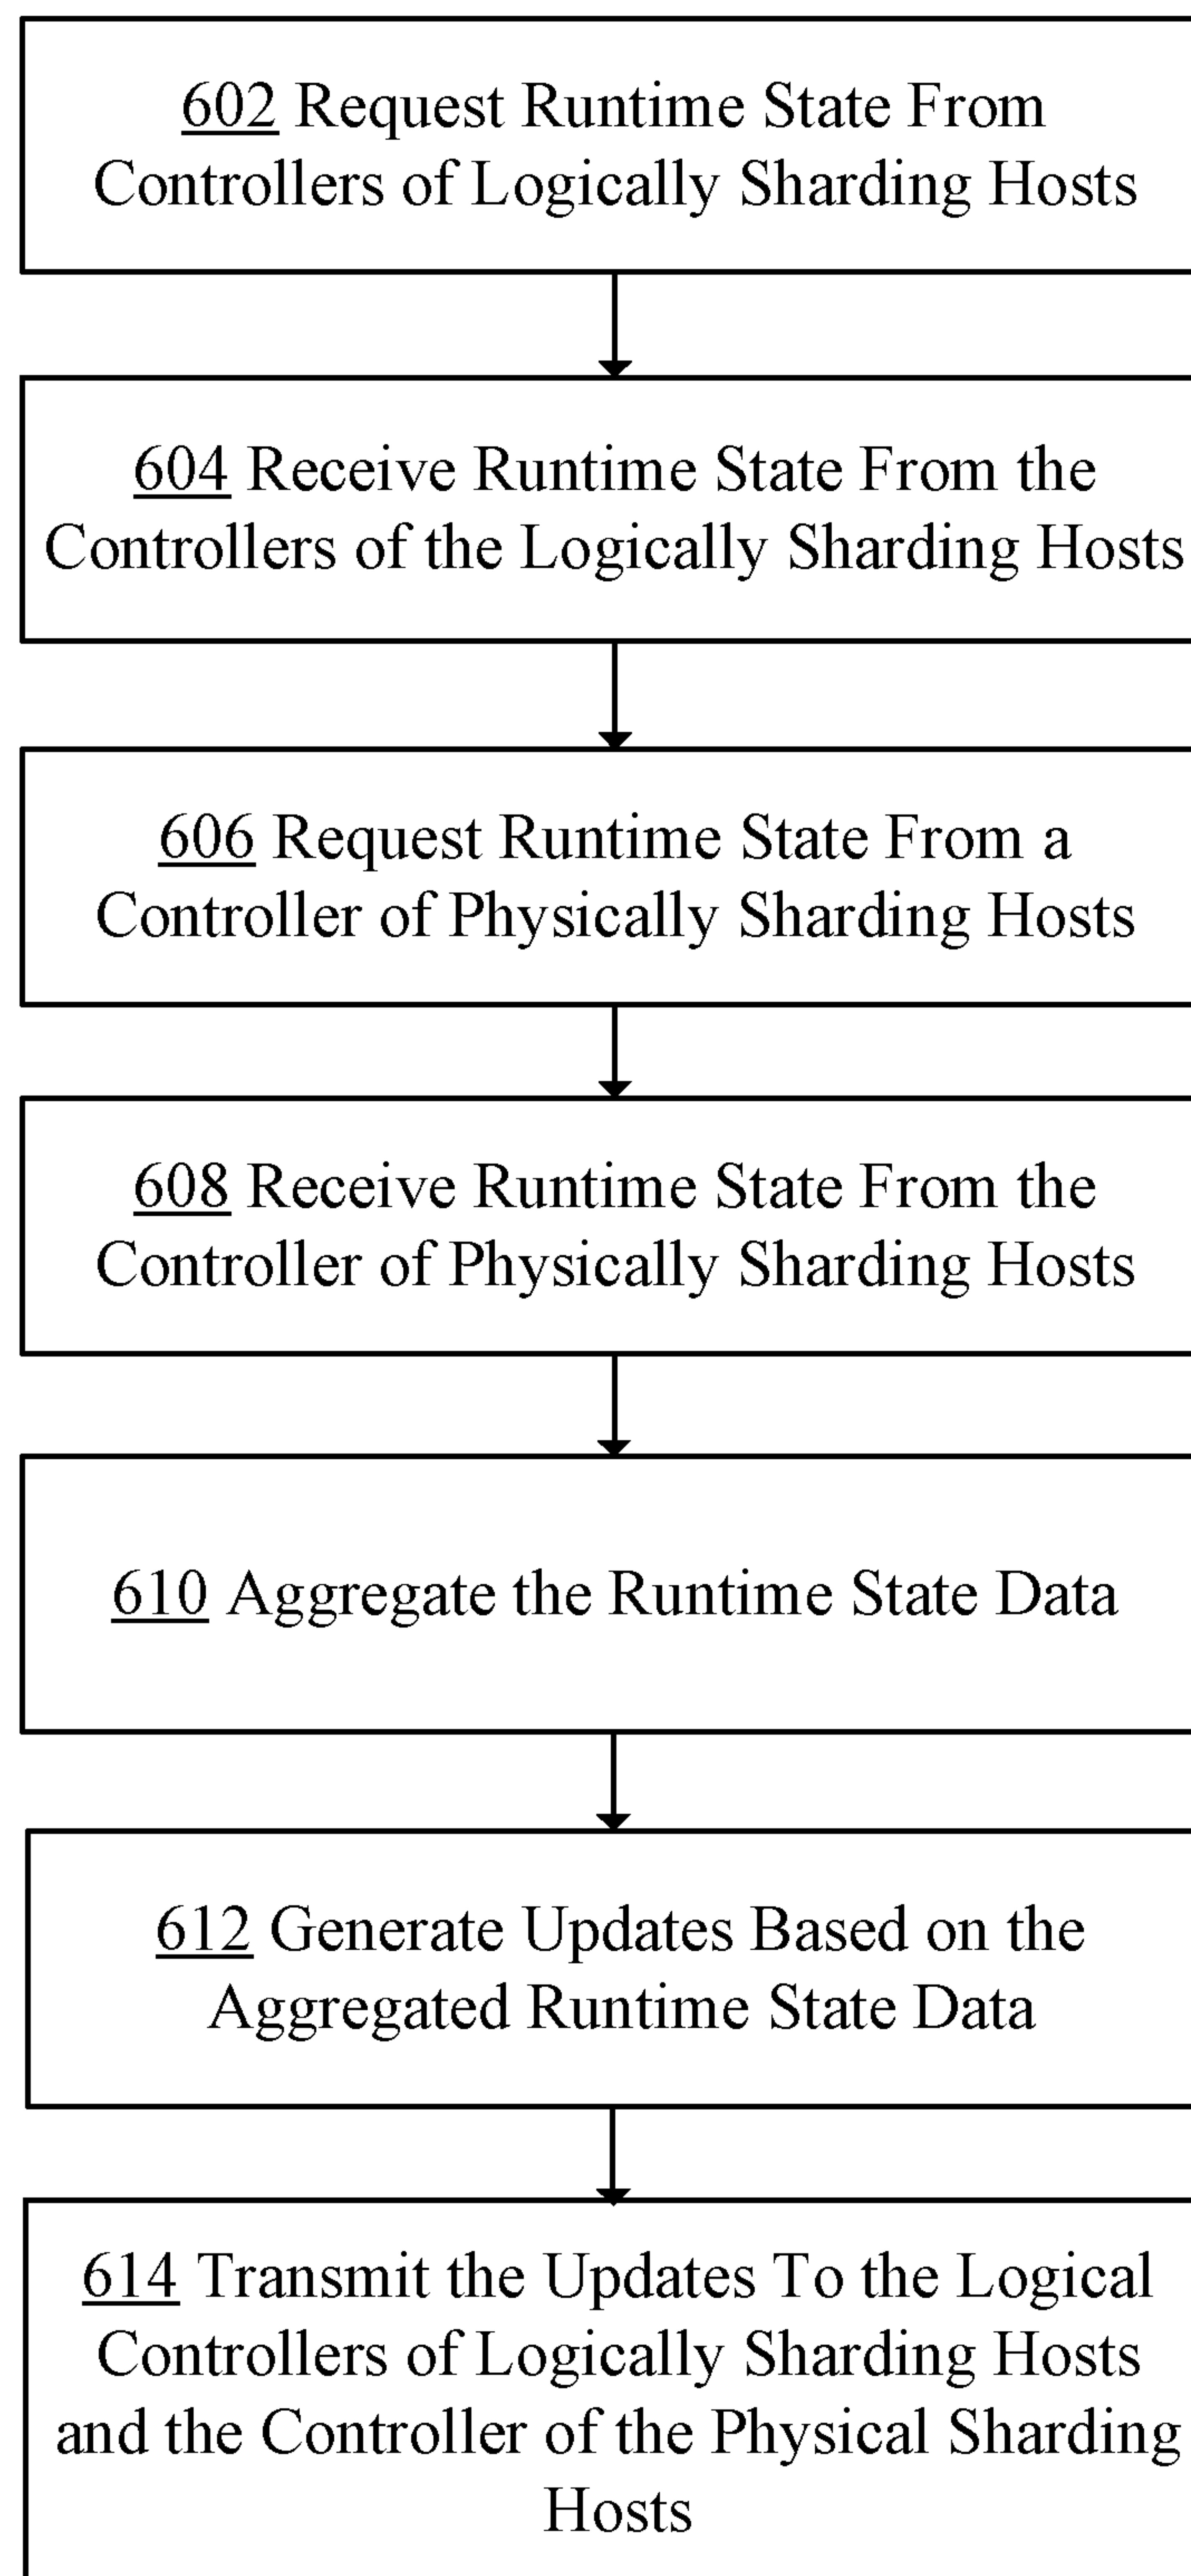 602 Request Runtime State From
Controllers of Logically Sharding Hosts
604 Receive Runtime State From the
Controllers of the Logically Sharding Hosts
606 Request Runtime State From a
Controller of Physically Sharding Hosts
608 Receive Runtime State From the
Controller of Physically Sharding Hosts
610 Aggregate the Runtime State Data
612 Generate Updates Based on the
Aggregated Runtime State Data
614 Transmit the Updates To the Logical
Controllers of Logically Sharding Hosts
and the Controller of the Physical Sharding
Hosts